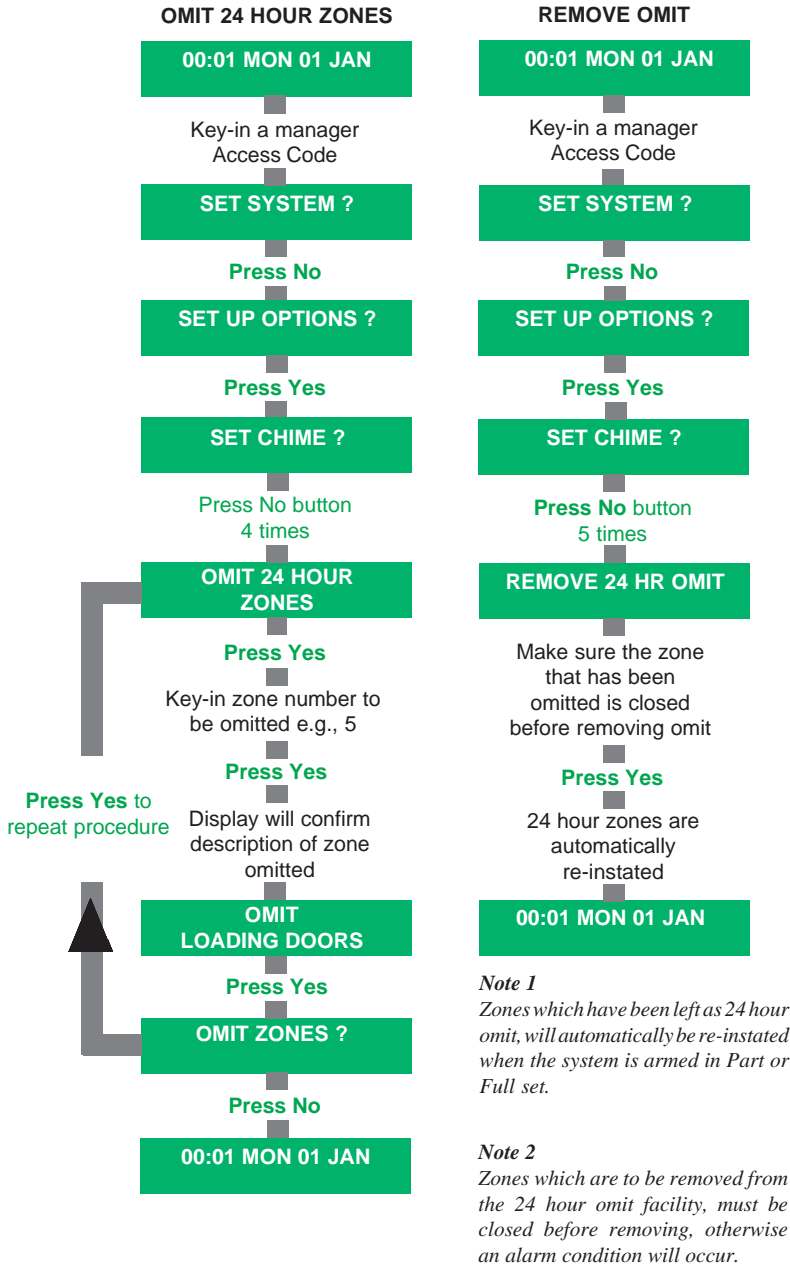 OMIT 24 HOUR ZONES
00:01 MON 01 JAN
Key-in a manager
Access Code
SET SYSTEM ?
Press No
SET UP OPTIONS ?
Press Yes
SET CHIME ?
Press No button
4 times
OMIT 24 HOUR
ZONES
Press Yes
Key-in zone number to
be omitted e.g., 5
Press Yes
Press Yes to
repeat procedure
Display will confirm
description of zone
omitted
OMIT
LOADING DOORS
Press Yes
OMIT ZONES ?
Press No
00:01 MON 01 JAN
REMOVE OMIT
00:01 MON 01 JAN
Key-in a manager
Access Code
SET SYSTEM ?
Press No
SET UP OPTIONS ?
Press Yes
SET CHIME ?
Press No button
5 times
REMOVE 24 HR OMIT
Make sure the zone
that has been
omitted is closed
before removing omit
Press Yes
24 hour zones are
automatically
re-instated
00:01 MON 01 JAN
Note 1
Zones which have been left as 24 hour
omit, will automatically be re-instated
when the system is armed in Part or
Full set.
Note 2
Zones which are to be removed from
the 24 hour omit facility, must be
closed before removing, otherwise
an alarm condition will occur.